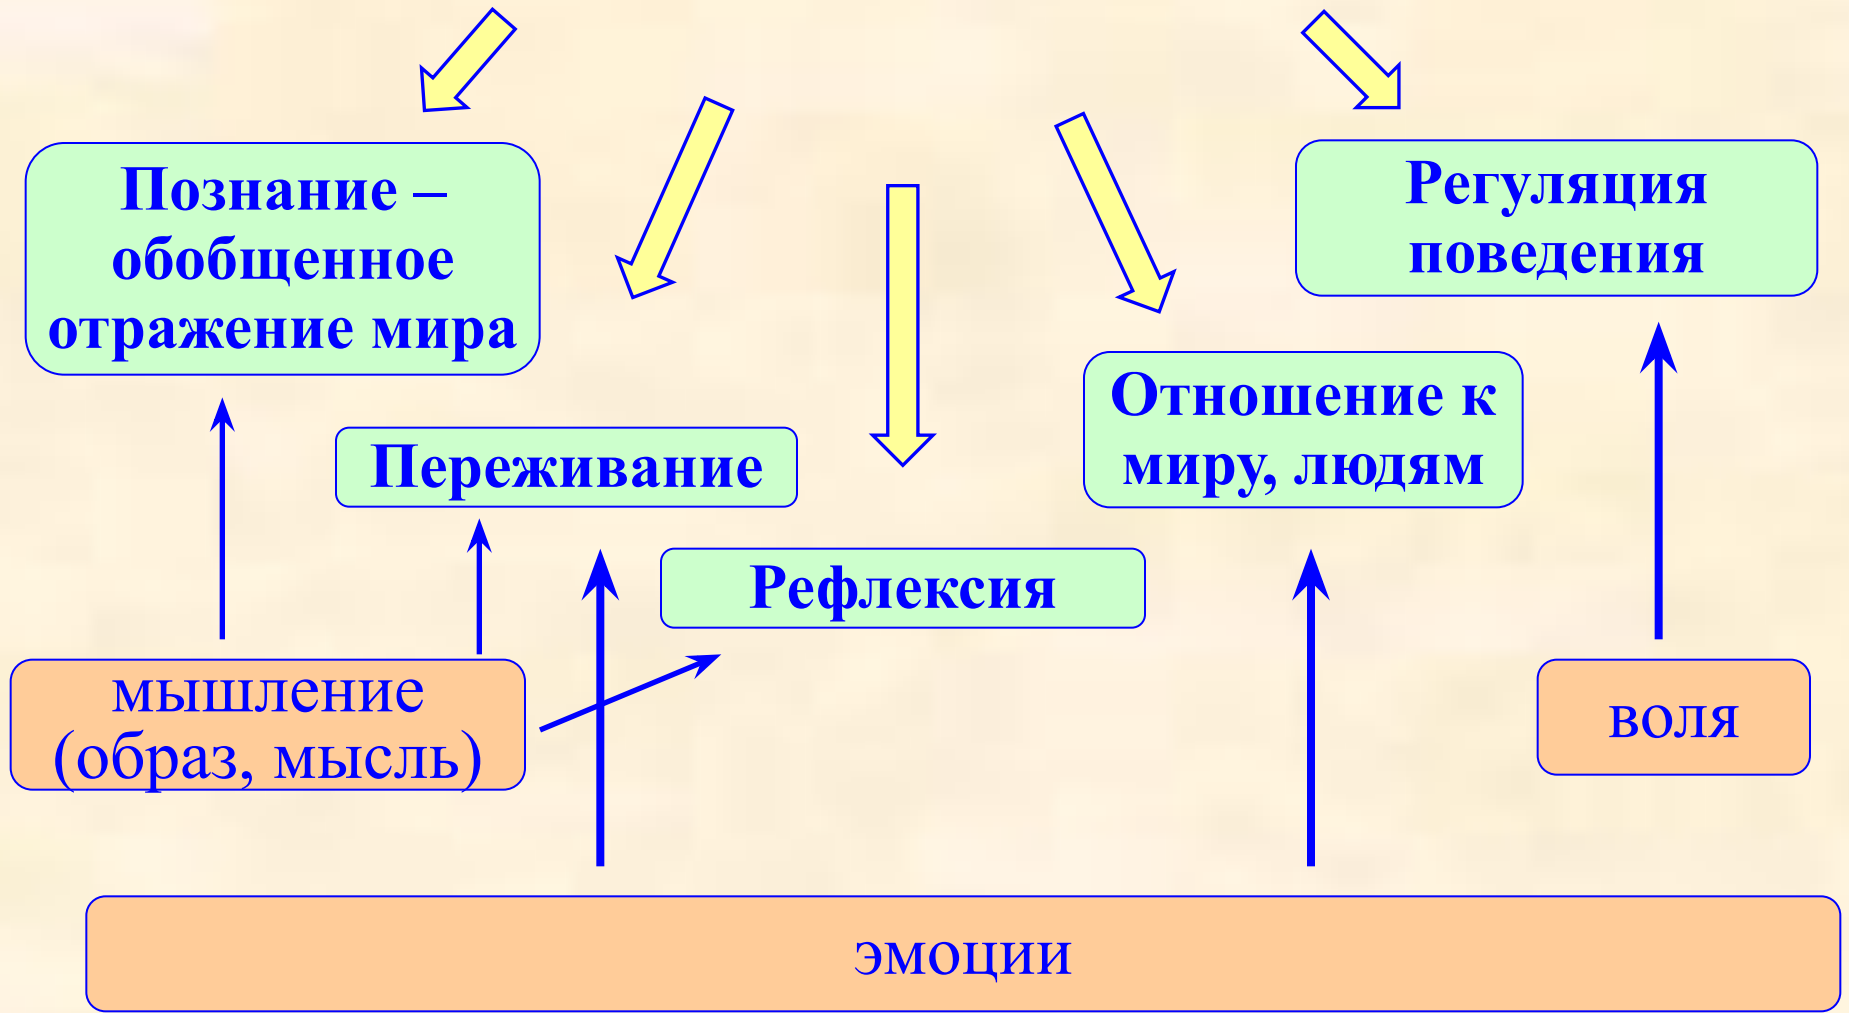 Познание –
обобщенное
отражение мира
Регуляция
поведения
Переживание
Отношение к
миру, людям
Рефлексия
мышление
(образ, мысль)
воля
эмоции